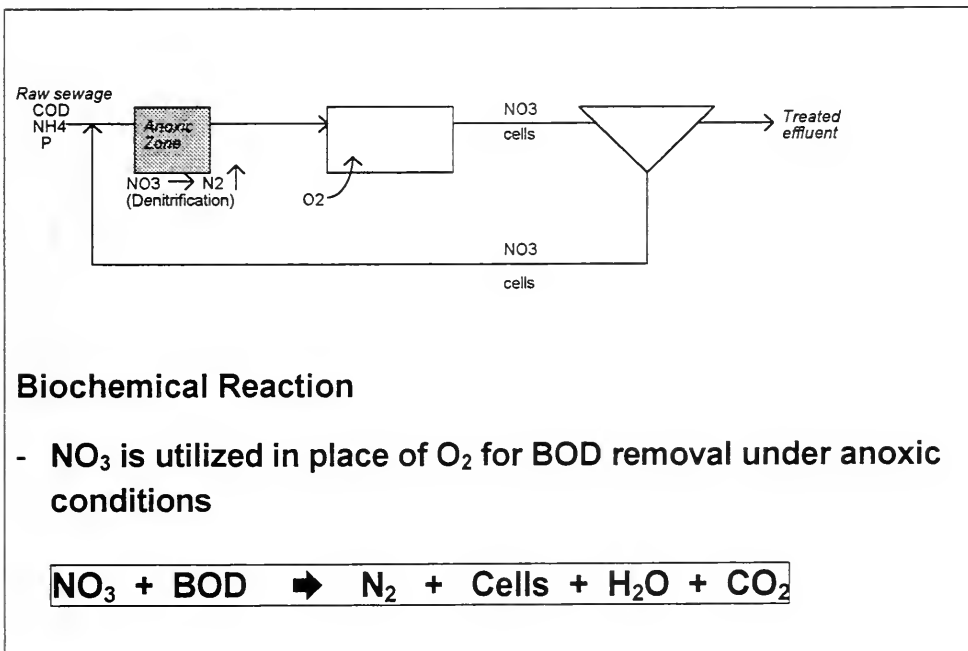 Raw sewage
COD
NH4
P
Anoxic
Zone
NO3 → N2 ↑
(Denitrification)
O2
NO3
cells
Treated
effluent
NO3
cells
Biochemical Reaction
- NO₃ is utilized in place of O₂ for BOD removal under anoxic
conditions
NO₃ + BOD ➨ N₂ + Cells + H₂O + CO₂